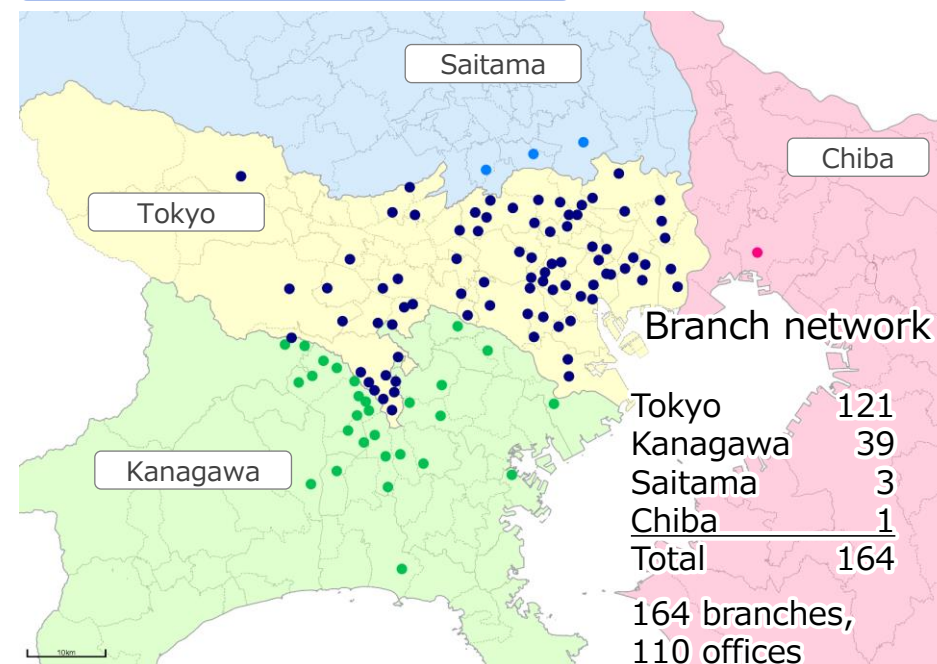 Saitama
Chiba
Tokyo
Kanagawa
Branch network
Tokyo 121
Kanagawa 39
Saitama 3
Chiba 1
Total 164
164 branches,
110 offices
10km